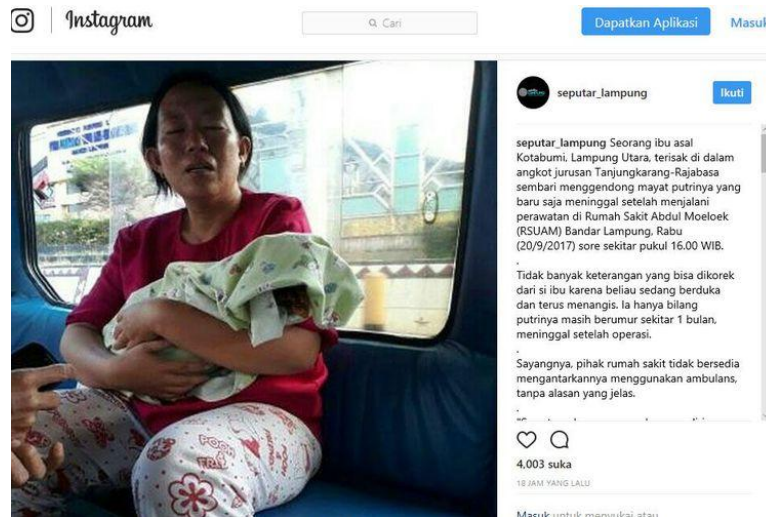 Instagram
Cari
Dapatkan Aplikasi
Masuk
seputar_lampung
Ikuti
seputar_lampung Seorang ibu asal
Kotabumi, Lampung Utara, terisak di dalam
angkot jurusan Tanjungkarang-Rajabasa
sembari menggendong mayat putrinya yang
baru saja meninggal setelah menjalani
perawatan di Rumah Sakit Abdul Moeloek
(RSUAM) Bandar Lampung, Rabu
(20/9/2017) sore sekitar pukul 16.00 WIB.
.
Tidak banyak keterangan yang bisa dikorek
dari si ibu karena beliau sedang berduka
dan terus menangis. Ia hanya bilang
putrinya masih berumur sekitar 1 bulan,
meninggal setelah operasi.
.
Sayangnya, pihak rumah sakit tidak bersedia
mengantarkannya menggunakan ambulans,
tanpa alasan yang jelas.
.
4.003 suka
18 JAM YANG LALU
Masuk untuk menyukai atau